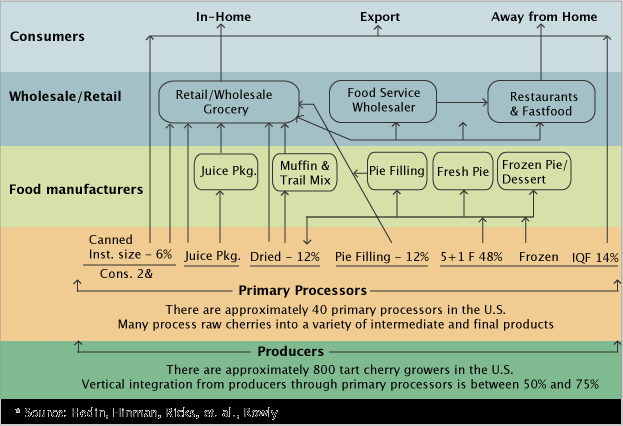 In-Home Export Away from Home
Consumers
Wholesale/Retail
Retail/Wholesale
Grocery
Food Service
Wholesaler
Restaurants
& Fastfood
Food manufacturers
Juice Pkg.
Muffin &
Trail Mix
Pie Filling
Fresh Pie
Frozen Pie/
Dessert
Canned
Inst. size - 6%
Cons. 2&
Juice Pkg.
Dried - 12%
Pie Filling - 12%
5+1 F 48%
Frozen
IQF 14%
Primary Processors
There are approximately 40 primary processors in the U.S.
Many process raw cherries into a variety of intermediate and final products
Producers
There are approximately 800 tart cherry growers in the U.S.
Vertical integration from producers through primary processors is between 50% and 75%
* Source: Hedin, Hinman, Ricks, et. al.,